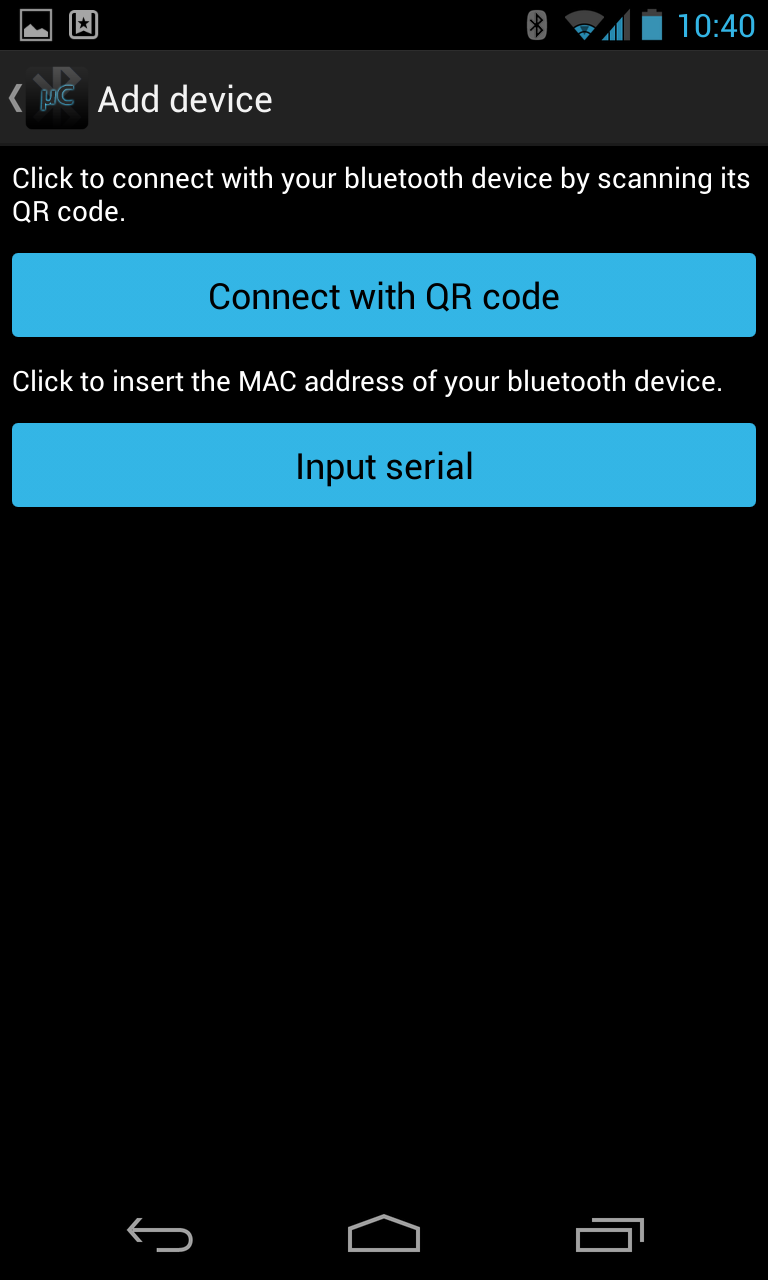 10:40
μC Add device
Click to connect with your bluetooth device by scanning its
QR code.
Connect with QR code
Click to insert the MAC address of your bluetooth device.
Input serial